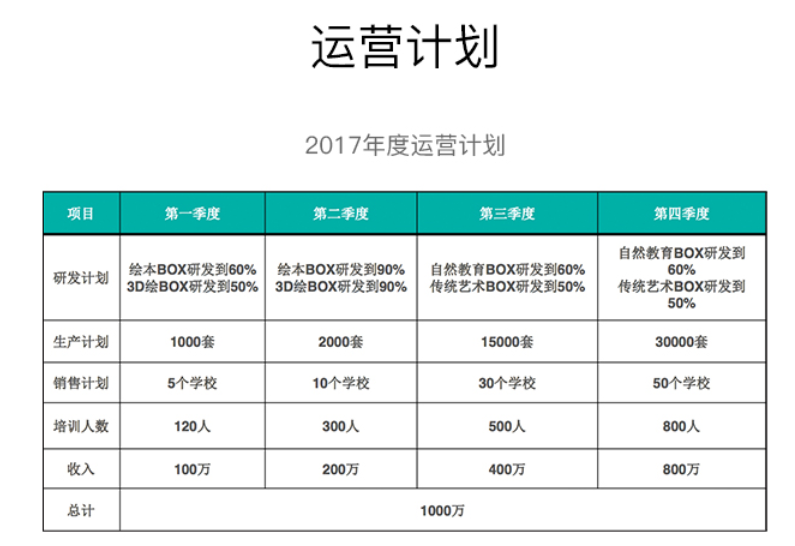 运营计划
2017年度运营计划
项目 第一季度 第二季度 第三季度 第四季度
研发计划 绘本BOX研发到60% 3D绘BOX研发到50% 绘本BOX研发到90% 3D绘BOX研发到90% 自然教育BOX研发到60% 传统艺术BOX研发到50% 自然教育BOX研发到60% 传统艺术BOX研发到50%
生产计划 1000套 2000套 15000套 30000套
销售计划 5个学校 10个学校 30个学校 50个学校
培训人数 120人 300人 500人 800人
收入 100万 200万 400万 800万
总计 1000万